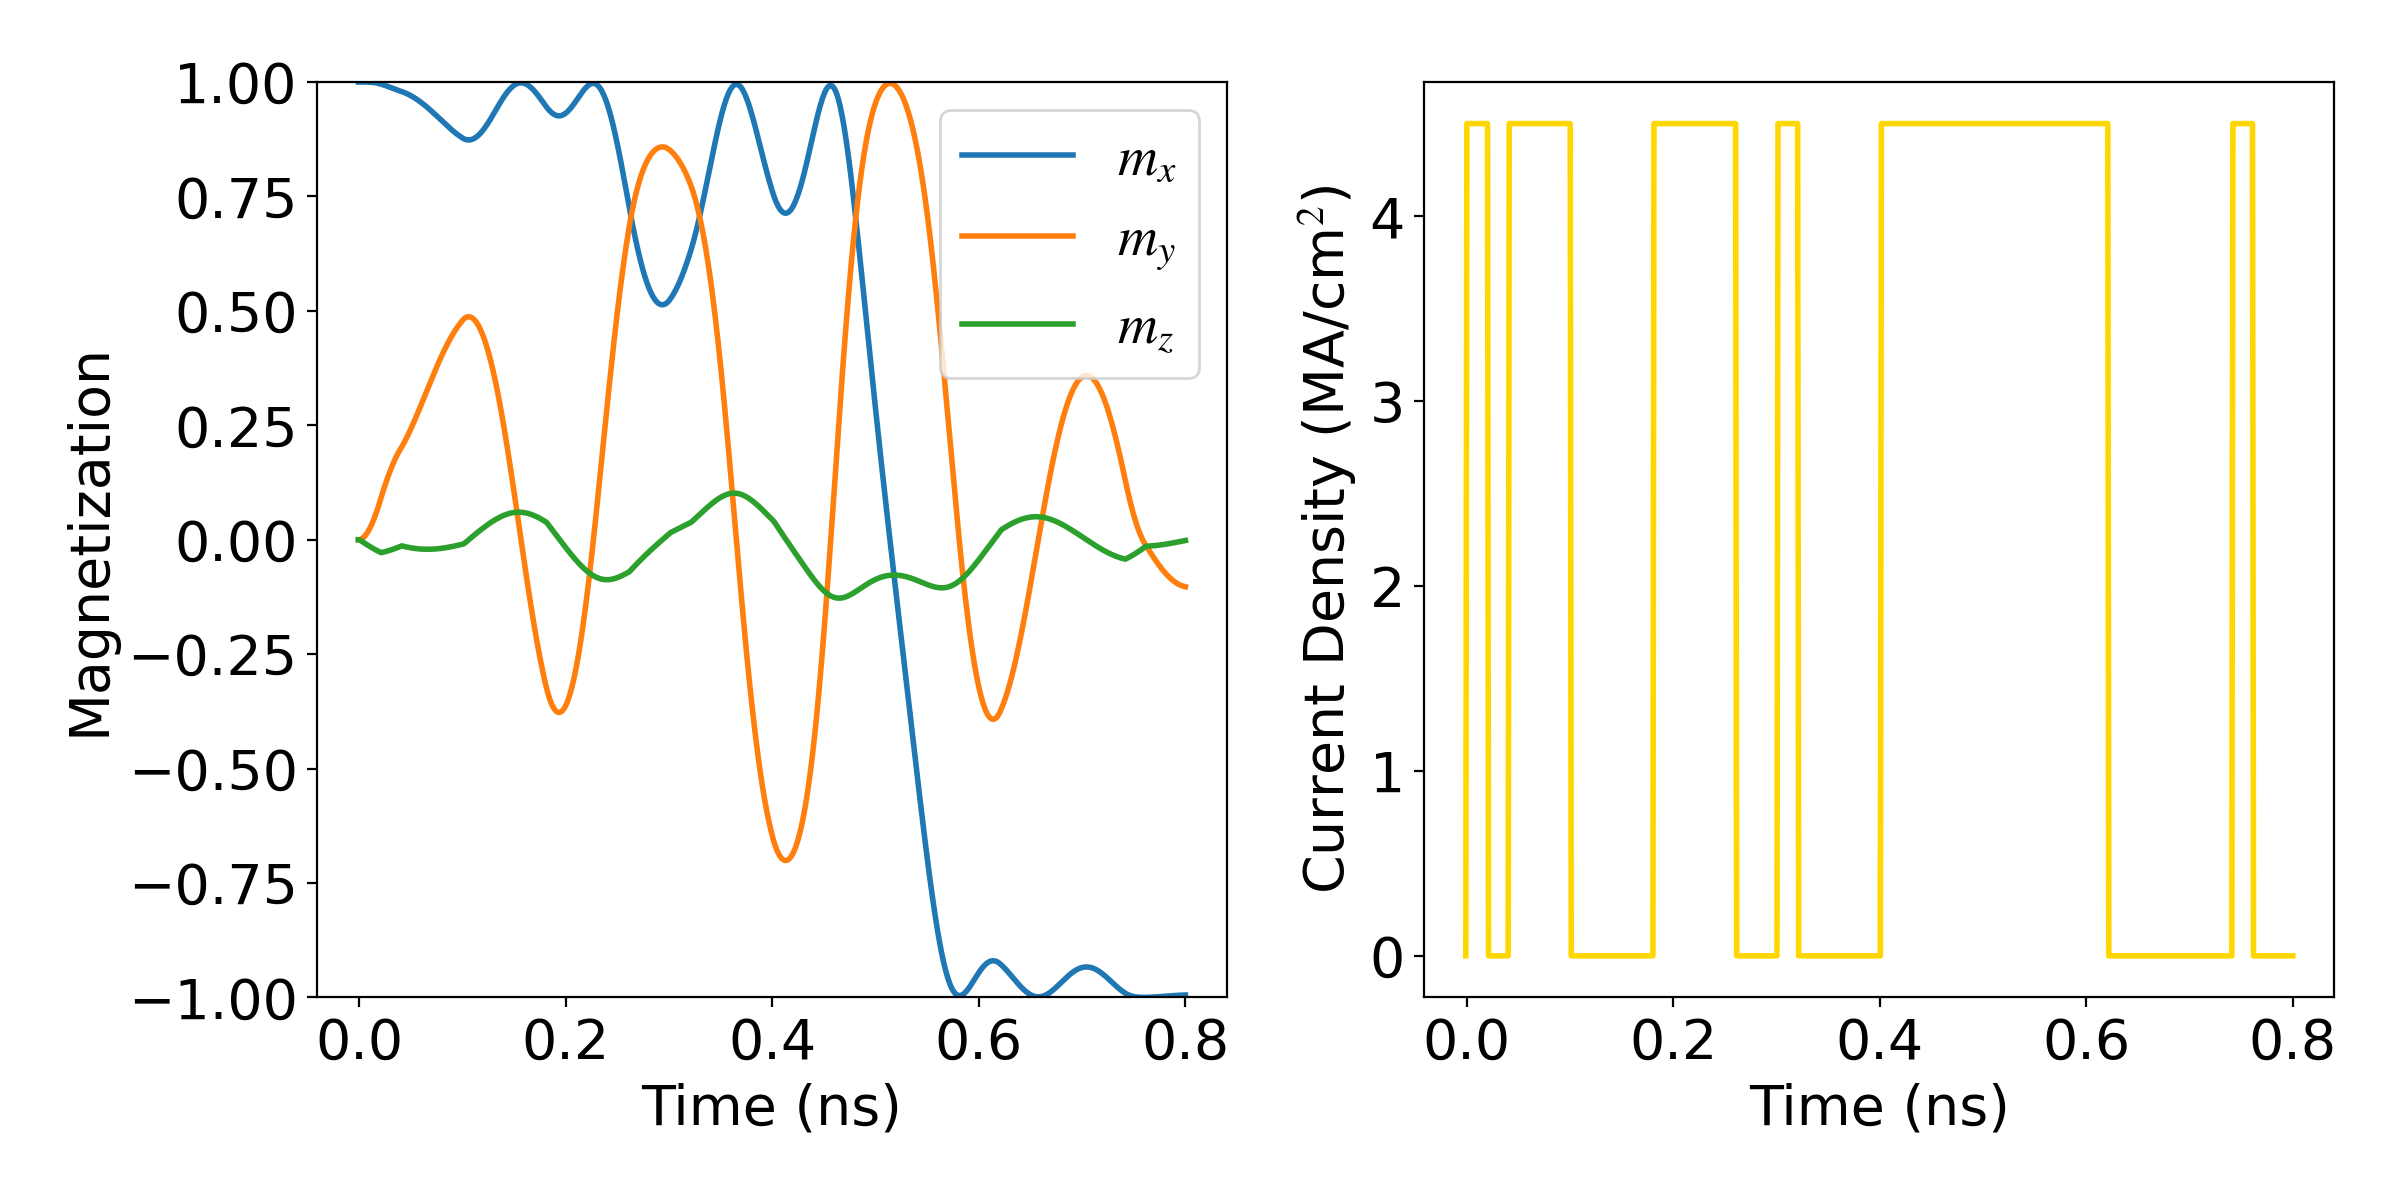 1.00
0.75
0.50
0.25
0.00
−0.25
−0.50
−0.75
−1.00
Magnetization
0.0 0.2 0.4 0.6 0.8
Time (ns)
m_x
m_y
m_z
4
3
2
1
0
Current Density (MA/cm²)
0.0 0.2 0.4 0.6 0.8
Time (ns)